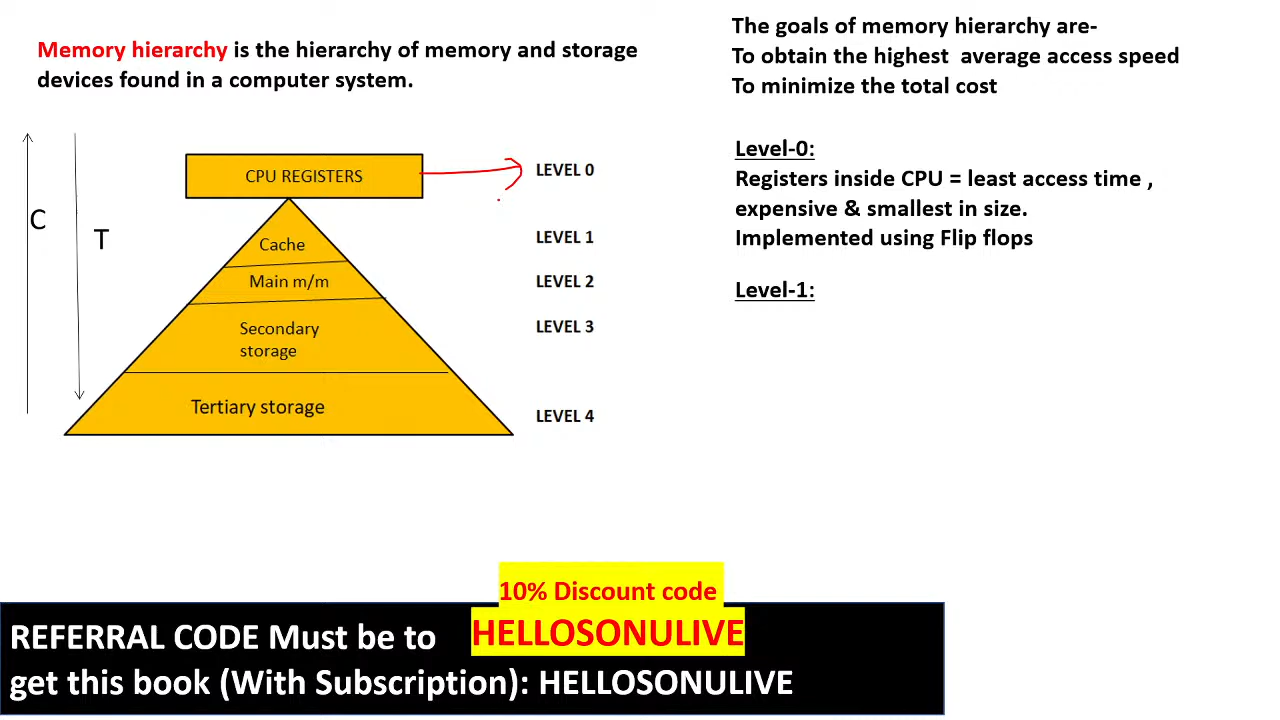 Memory hierarchy is the hierarchy of memory and storage
devices found in a computer system.
C
T
CPU REGISTERS
Cache
Main m/m
Secondary
storage
Tertiary storage
LEVEL 0
LEVEL 1
LEVEL 2
LEVEL 3
LEVEL 4
The goals of memory hierarchy are-
To obtain the highest average access speed
To minimize the total cost
Level-0:
Registers inside CPU = least access time ,
expensive & smallest in size.
Implemented using Flip flops
Level-1:
10% Discount code
REFERRAL CODE Must be to HELLOSONULIVE
get this book (With Subscription): HELLOSONULIVE